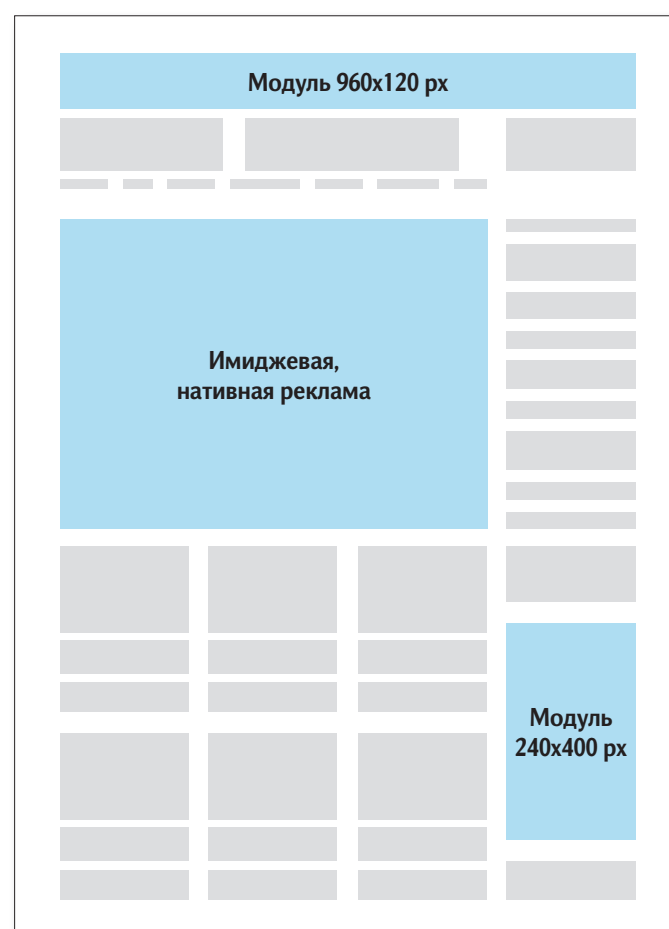 Модуль 960x120 px
Имиджевая,
нативная реклама
Модуль
240x400 px